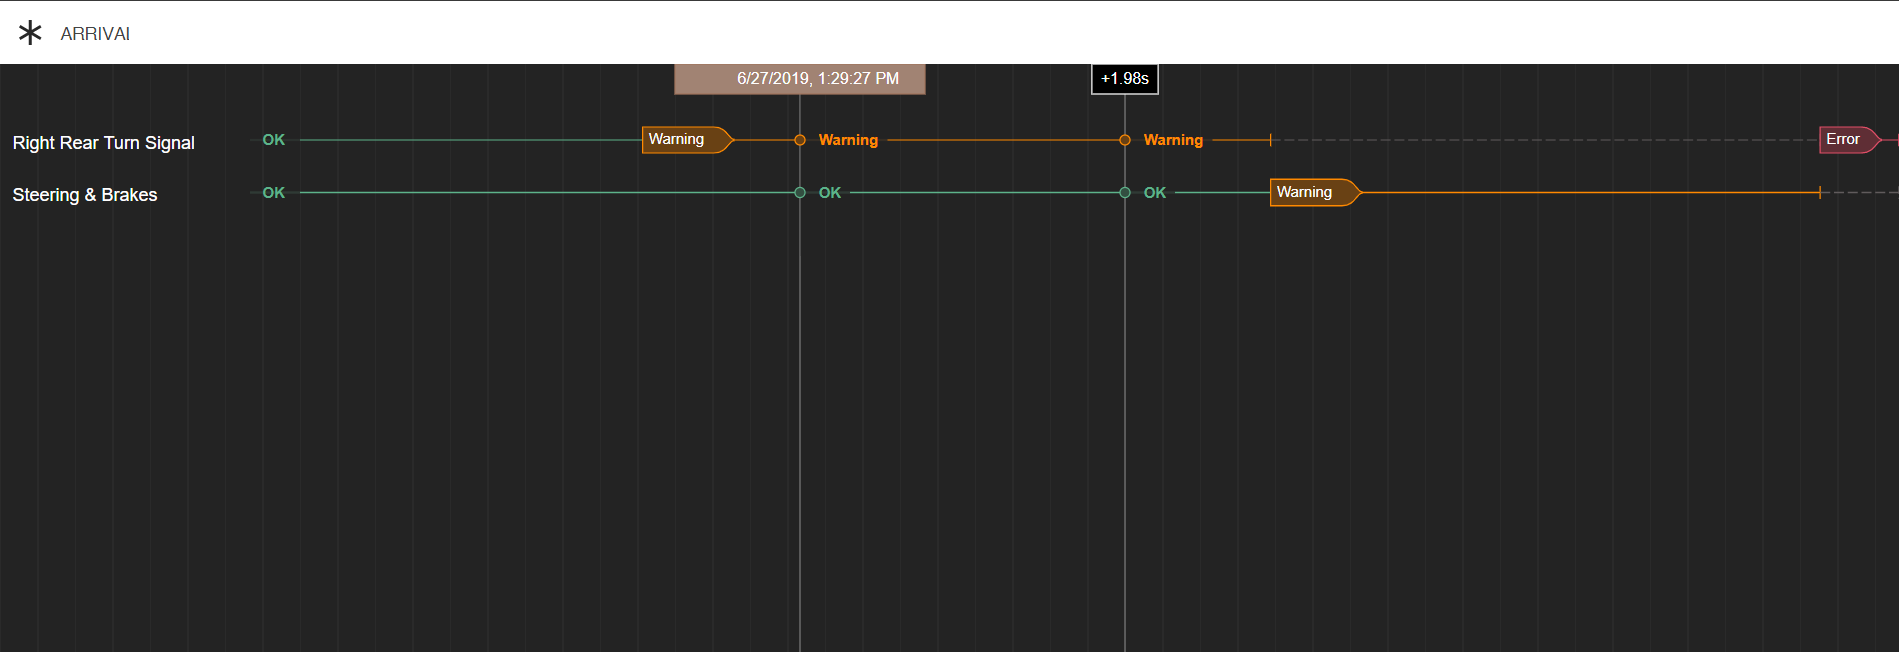 ARRIVAl
6/27/2019, 1:29:27 PM +1.98s
Right Rear Turn Signal OK Warning Warning Warning Error
Steering & Brakes OK OK OK Warning